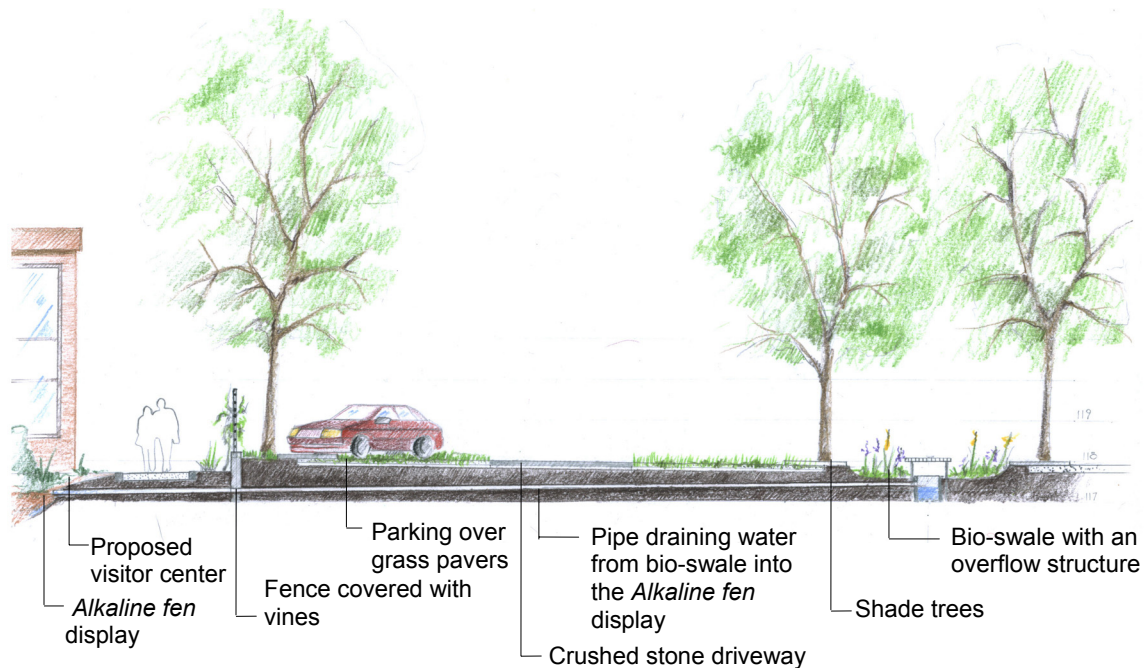 119
118
117
Proposed
visitor center
Alkaline fen
display
Fence covered with
vines
Parking over
grass pavers
Crushed stone driveway
Pipe draining water
from bio-swale into
the Alkaline fen
display
Shade trees
Bio-swale with an
overflow structure